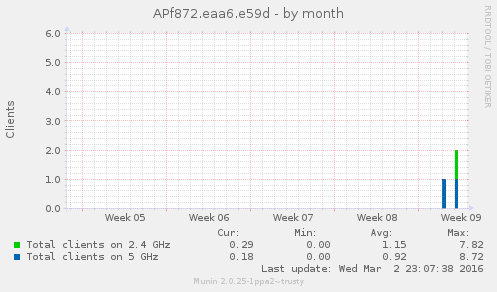 APf872.eaa6.e59d - by month
RRDTOOL / TOBI OETIKER
Clients
6.0
5.0
4.0
3.0
2.0
1.0
0.0
Week 05 Week 06 Week 07 Week 08 Week 09
Cur: Min: Avg: Max:
Total clients on 2.4 GHz 0.29 0.00 1.15 7.82
Total clients on 5 GHz 0.18 0.00 0.92 8.72
Last update: Wed Mar 2 23:07:38 2016
Munin 2.0.25-1ppa2~trusty